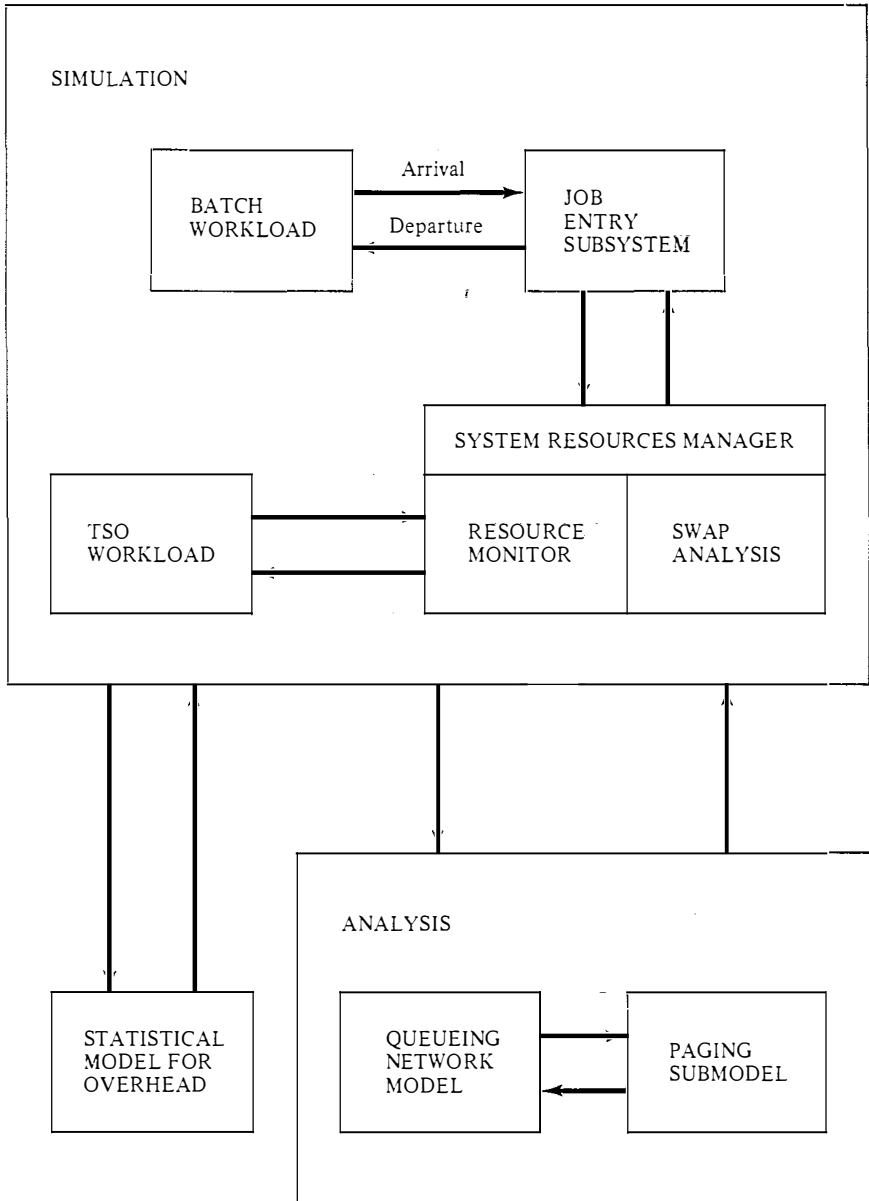 SIMULATION
BATCH
WORKLOAD
Arrival
Departure
JOB
ENTRY
SUBSYSTEM
SYSTEM RESOURCES MANAGER
TSO
WORKLOAD
RESOURCE
MONITOR
SWAP
ANALYSIS
ANALYSIS
STATISTICAL
MODEL FOR
OVERHEAD
QUEUEING
NETWORK
MODEL
PAGING
SUBMODEL